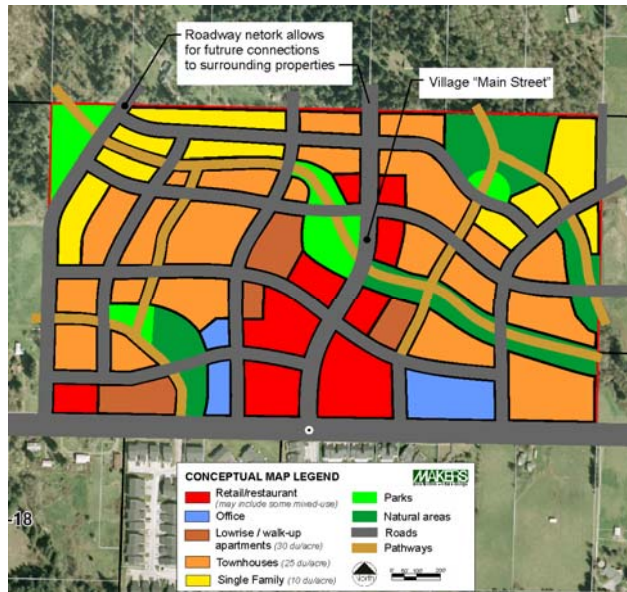 Roadway netork allows
for futrure connections
to surrounding properties
Village "Main Street"
-18
CONCEPTUAL MAP LEGEND
MAKERS
Retail/restaurant
(may include some mixed-use)
Office
Lowrise / walk-up
apartments (30 du/acre)
Townhouses (25 du/acre)
Single Family (10 du/acre)
Parks
Natural areas
Roads
Pathways
North